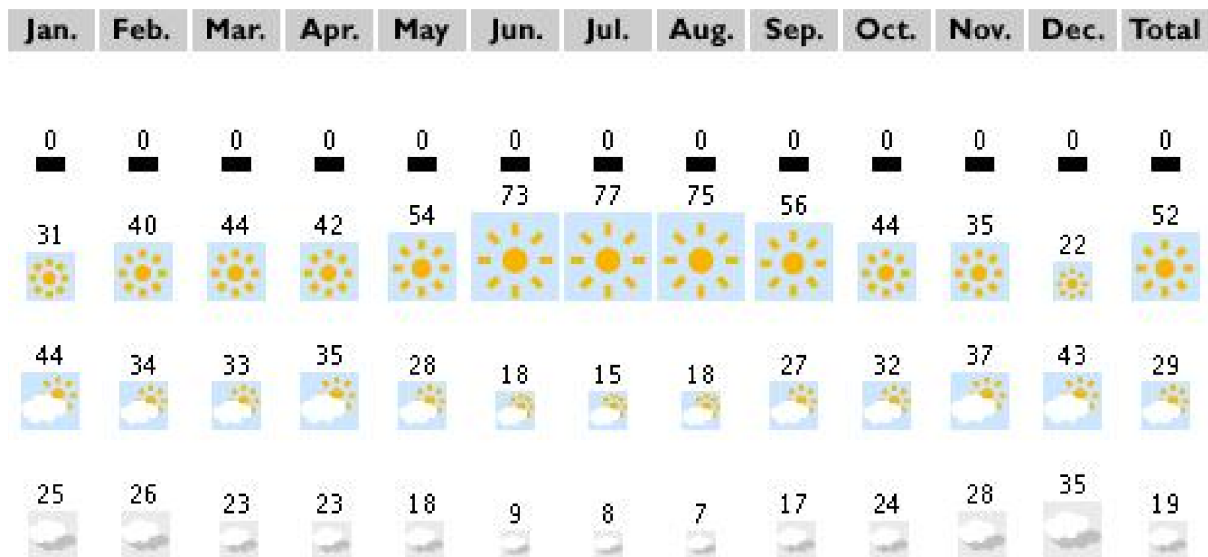 Jan. Feb. Mar. Apr. May Jun. Jul. Aug. Sep. Oct. Nov. Dec. Total
0 0 0 0 0 0 0 0 0 0 0 0 0
31 40 44 42 54 73 77 75 56 44 35 22 52
44 34 33 35 28 18 15 18 27 32 37 43 29
25 26 23 23 18 9 8 7 17 24 28 35 19